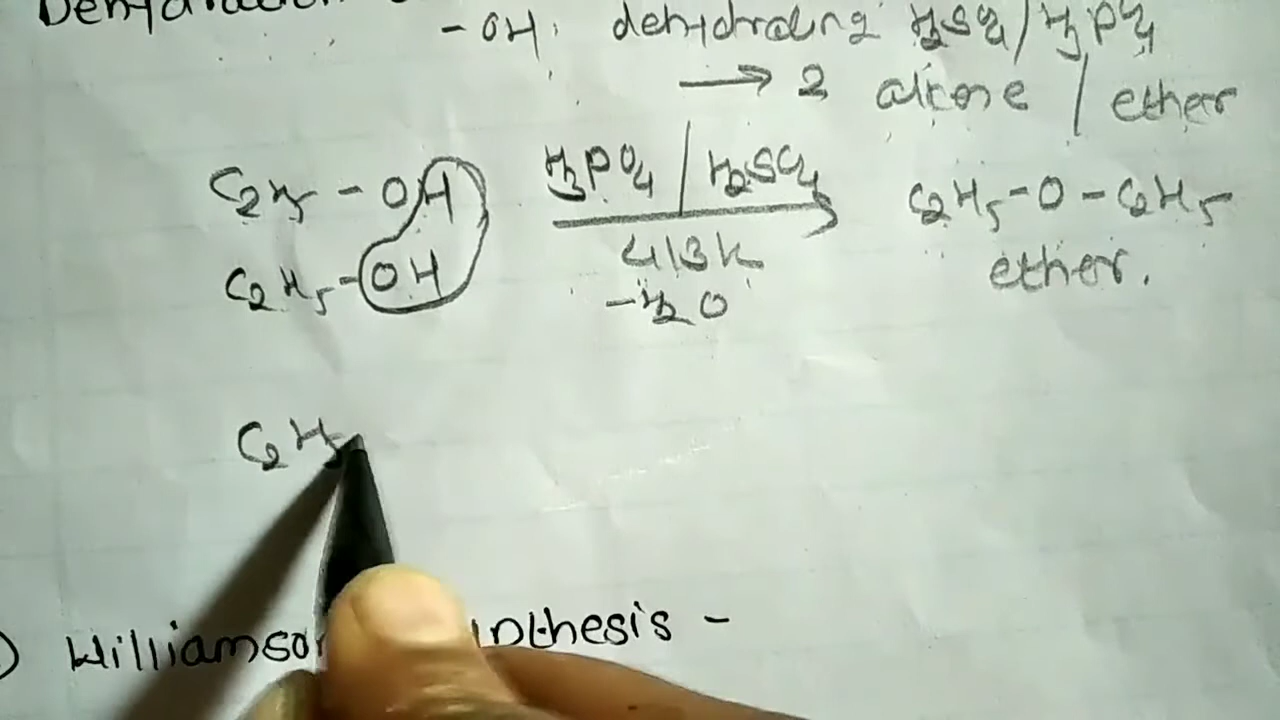 - OH. dehydrating H2SO4/H3PO4
→ 2 alkene / ether
C2H5 - OH H3PO4 / H2SO4 C2H5-O-C2H5
C2H5-OH 413K ether.
-H2O
C2H5
Williamson